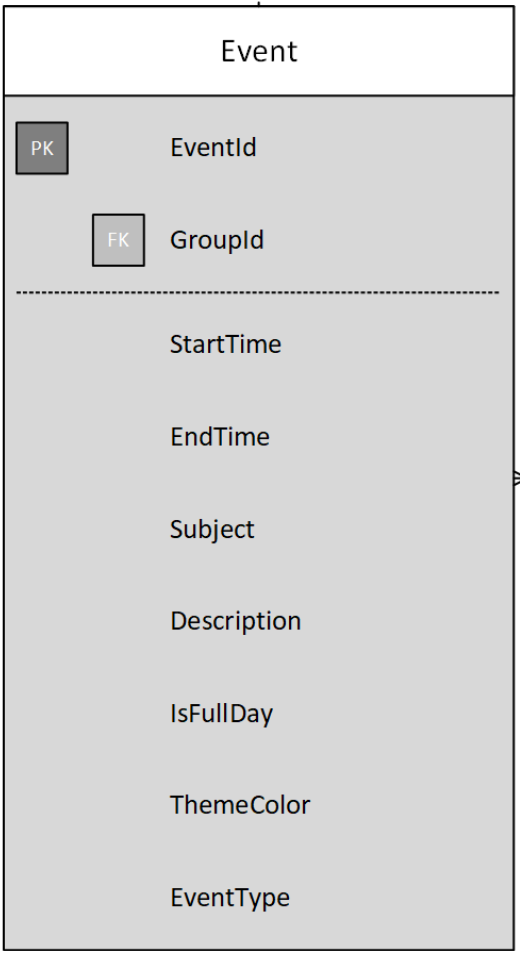 Event
PK EventId
FK GroupId
StartTime
EndTime
Subject
Description
IsFullDay
ThemeColor
EventType